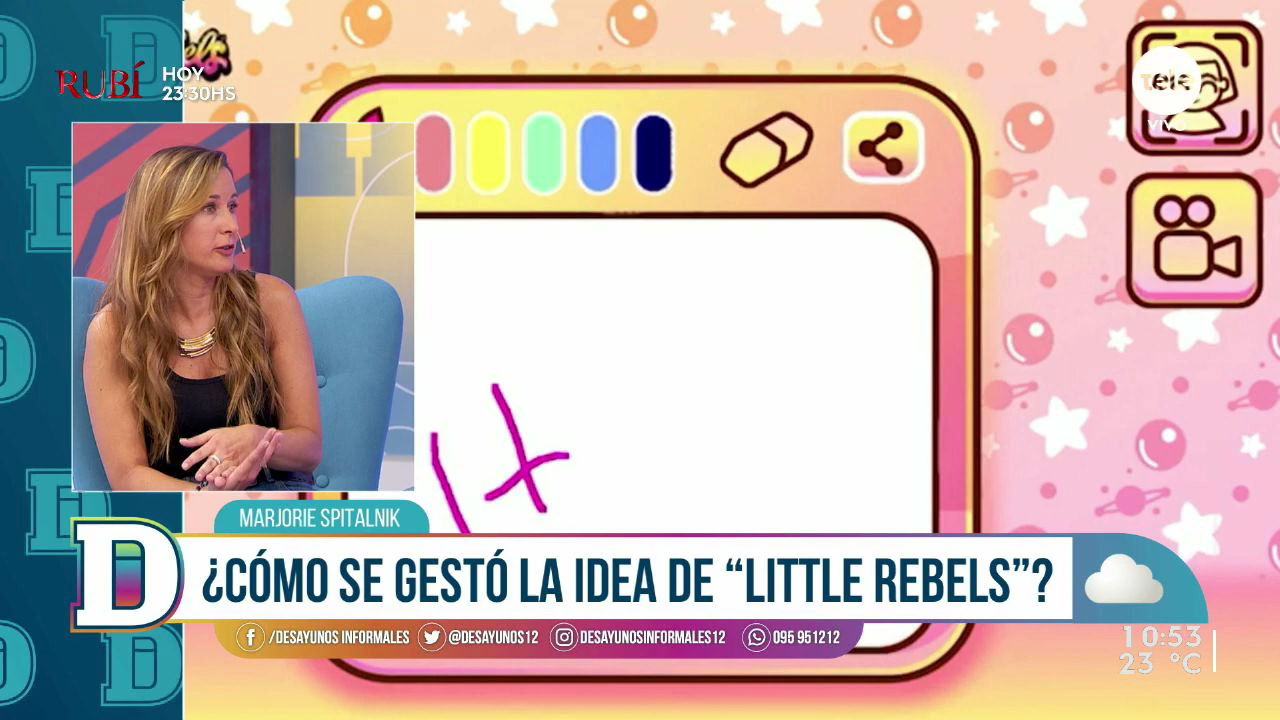 RUBÍ
HOY
23:30HS
tele
VIVO
MARJORIE SPITALNIK
D
¿CÓMO SE GESTÓ LA IDEA DE “LITTLE REBELS”?
/DESAYUNOS INFORMALES @DESAYUNOS12 DESAYUNOSINFORMALES12 095 951212
10:53
23 °C